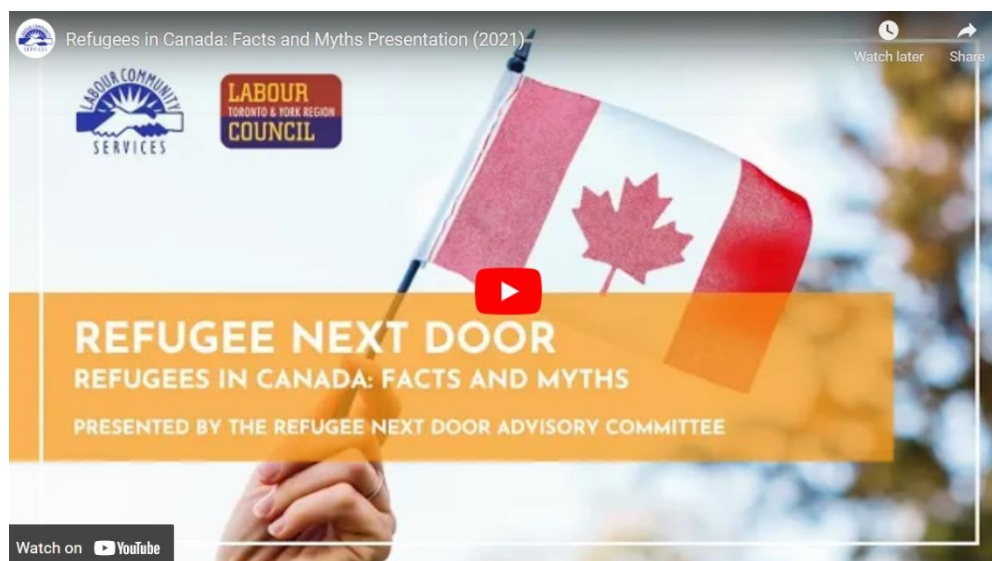 Refugees in Canada: Facts and Myths Presentation (2021)
Watch later
Share
LABOUR COMMUNITY
SERVICES
LABOUR
TORONTO & YORK REGION
COUNCIL
REFUGEE NEXT DOOR
REFUGEES IN CANADA: FACTS AND MYTHS
PRESENTED BY THE REFUGEE NEXT DOOR ADVISORY COMMITTEE
Watch on YouTube